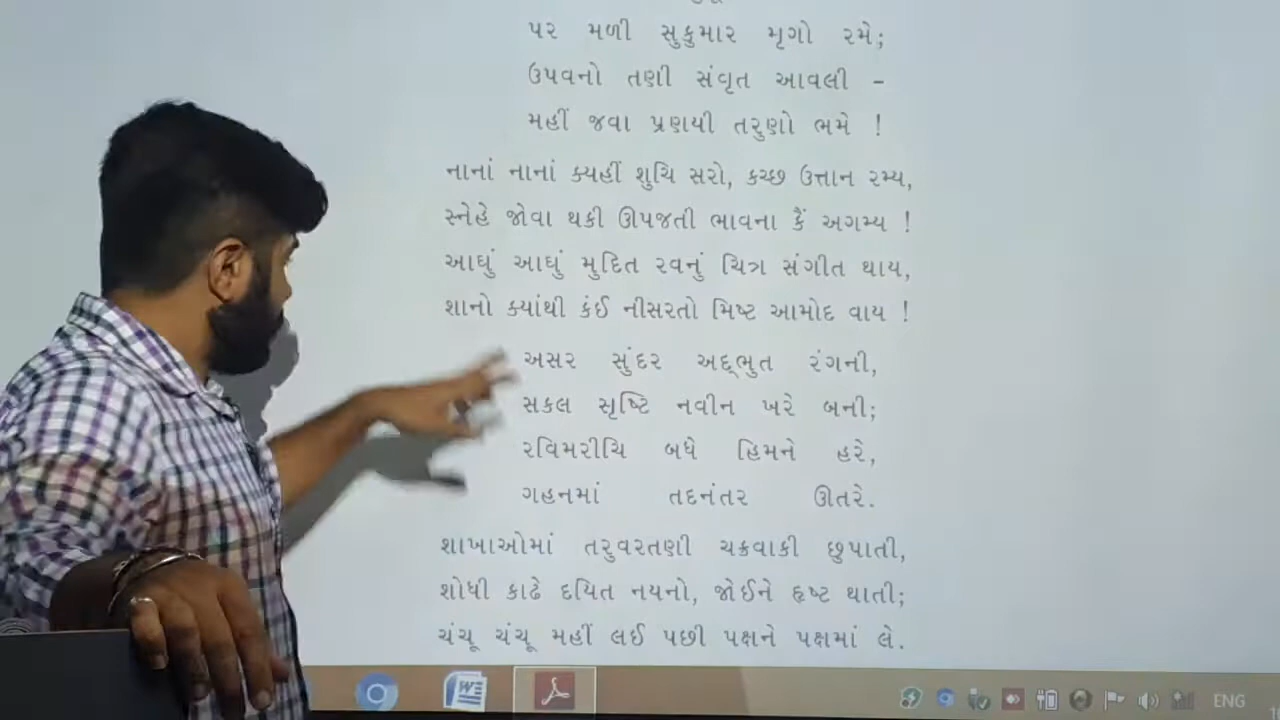 પર મળી સુકુમાર મૃગો રમે;
ઉપવનો તણી સંવૃત આવલી -
મહીં જવા પ્રણયી તરુણો ભમે !
નાનાં નાનાં ક્યહીં શુચિ સરો, કચ્છ ઉત્તાન રમ્ય,
સ્નેહે જોવા થકી ઊપજતી ભાવના કૈં અગમ્ય !
આઘું આઘું મુદિત રવનું ચિત્ર સંગીત થાય,
શાનો ક્યાંથી કંઈ નીસરતો મિષ્ટ આમોદ વાય !
અસર સુંદર અદ્ભુત રંગની,
સકલ સૃષ્ટિ નવીન ખરે બની;
રવિમરીચિ બધે હિમને હરે,
ગહનમાં તદનંતર ઊતરે.
શાખાઓમાં તરુવરતણી ચક્રવાકી છુપાતી,
શોધી કાઢે દયિત નયનો, જોઈને હૃષ્ટ થાતી;
ચંચૂ ચંચૂ મહીં લઈ પછી પક્ષને પક્ષમાં લે.
ENG